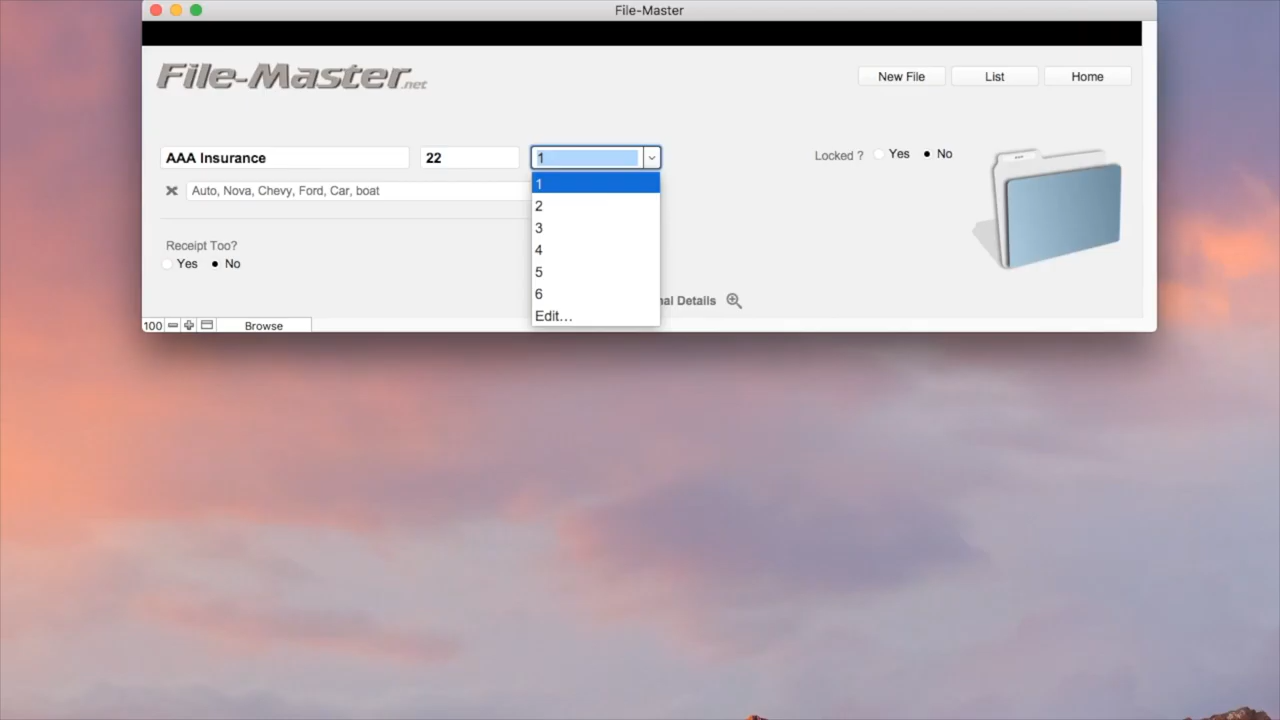 File-Master
File-Master.net
New File
List
Home
AAA Insurance
22
1
Locked ?
Yes
No
Auto, Nova, Chevy, Ford, Car, boat
1
2
3
4
5
6
Edit...
Receipt Too?
Yes
No
nal Details
100
Browse